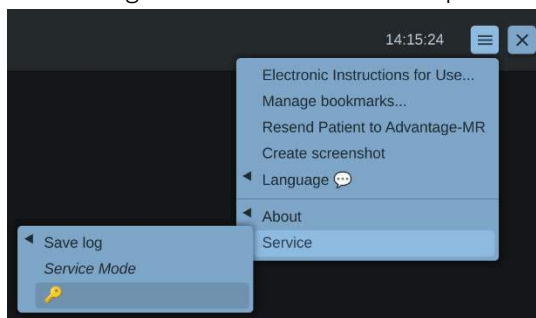 14:15:24
Electronic Instructions for Use...
Manage bookmarks...
Resend Patient to Advantage-MR
Create screenshot
Language
About
Service
Save log
Service Mode